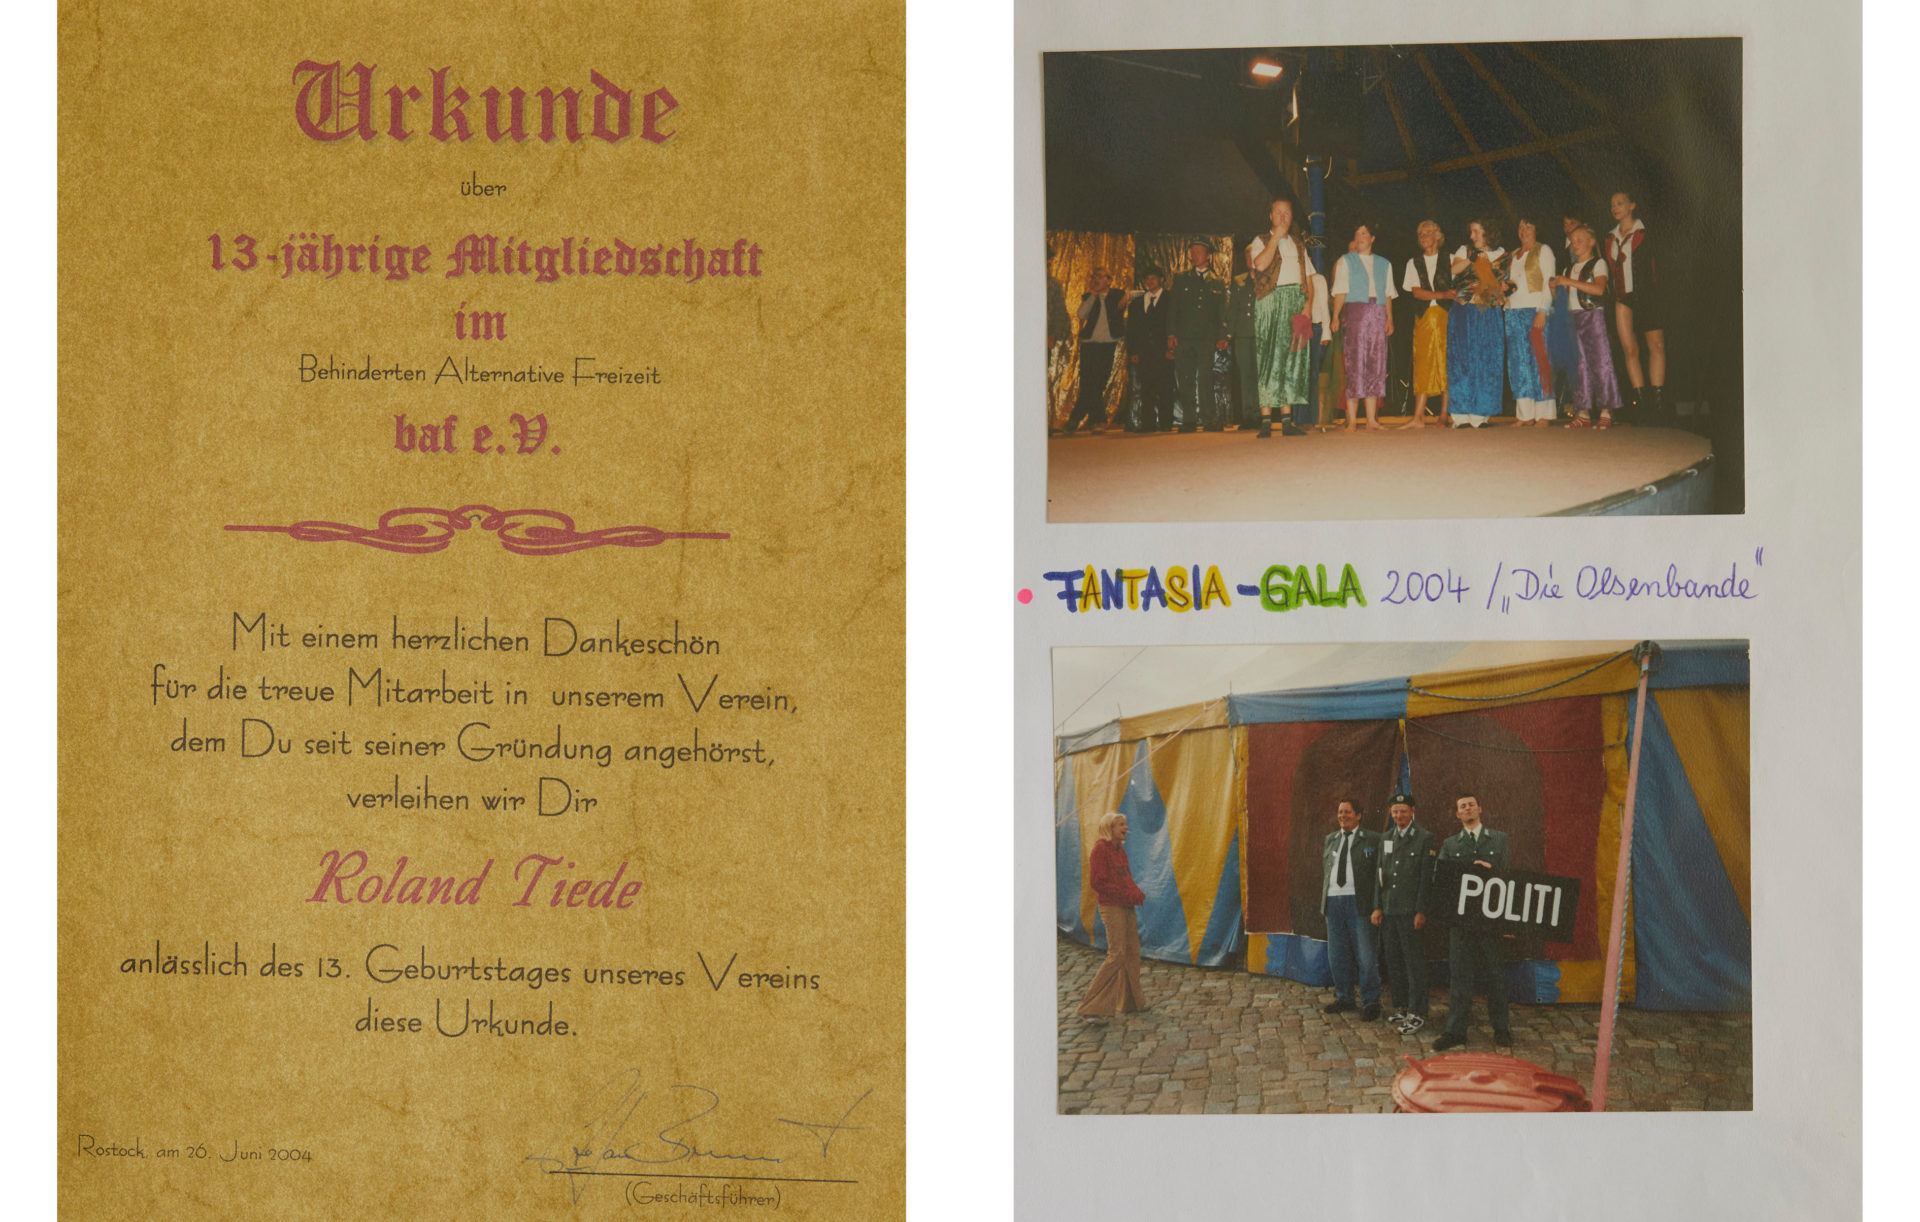 Urkunde
über
13-jährige Mitgliedschaft
im
Behinderten Alternative Freizeit
baf e.V.
Mit einem herzlichen Dankeschön
für die treue Mitarbeit in unserem Verein,
dem Du seit seiner Gründung angehörst,
verleihen wir Dir
Roland Tiede
anlässlich des 13. Geburtstages unseres Vereins
diese Urkunde.
Rostock, am 26. Juni 2004
(Geschäftsführer)
FANTASIA-GALA 2004 / „Die Olsenbande"
POLITI